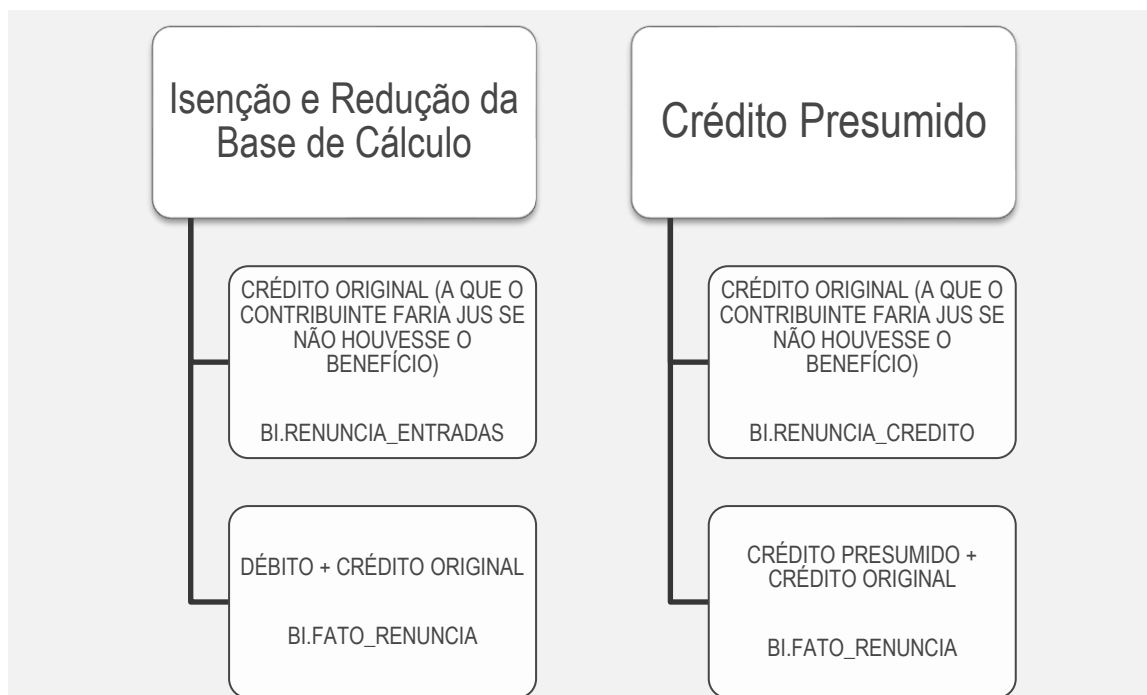 Isenção e Redução da
Base de Cálculo
CRÉDITO ORIGINAL (A QUE O
CONTRIBUINTE FARIA JUS SE
NÃO HOUVESSE O
BENEFÍCIO)
BI.RENUNCIA_ENTRADAS
DÉBITO + CRÉDITO ORIGINAL
BI.FATO_RENUNCIA
Crédito Presumido
CRÉDITO ORIGINAL (A QUE O
CONTRIBUINTE FARIA JUS SE
NÃO HOUVESSE O
BENEFÍCIO)
BI.RENUNCIA_CREDITO
CRÉDITO PRESUMIDO +
CRÉDITO ORIGINAL
BI.FATO_RENUNCIA